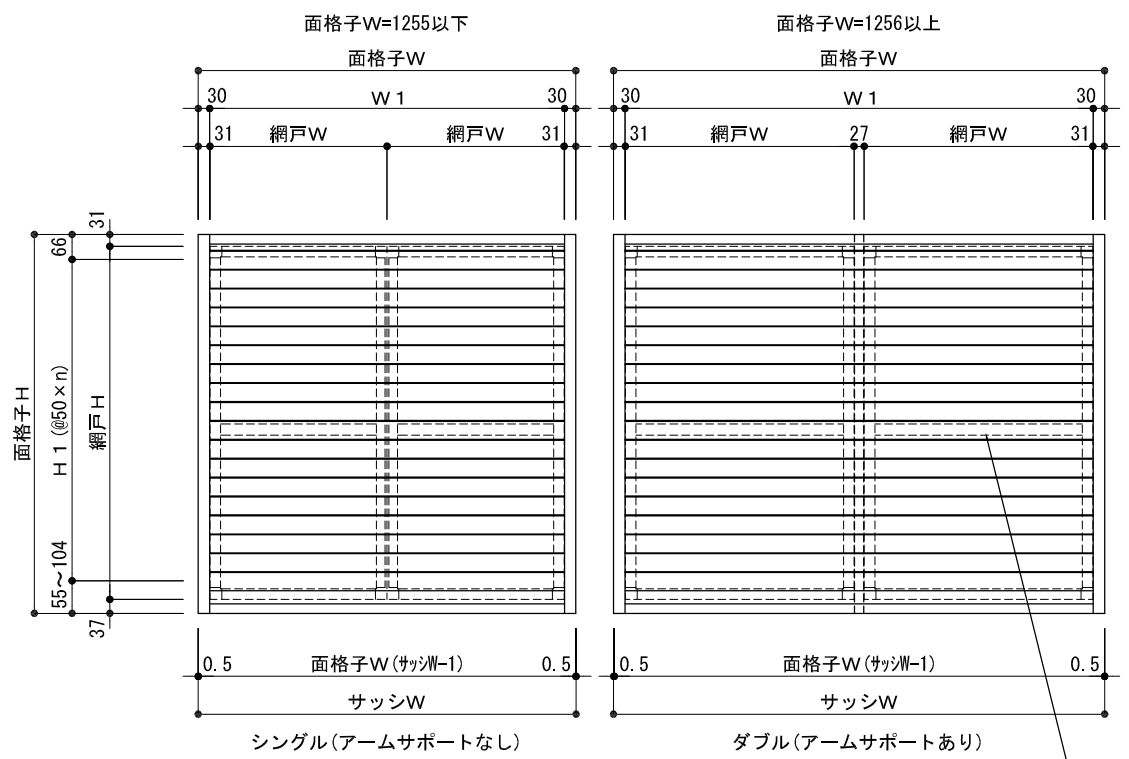 面格子W=1255以下
面格子W
30 W1 30
31 網戸W 網戸W 31
面格子H
66
H1(@50×n)
55〜104
31
網戸H
37
0.5 面格子W(サッシW-1) 0.5
サッシW
シングル(アームサポートなし)
面格子W=1256以上
面格子W
30 W1 30
31 網戸W 27 網戸W 31
0.5 面格子W(サッシW-1) 0.5
サッシW
ダブル(アームサポートあり)